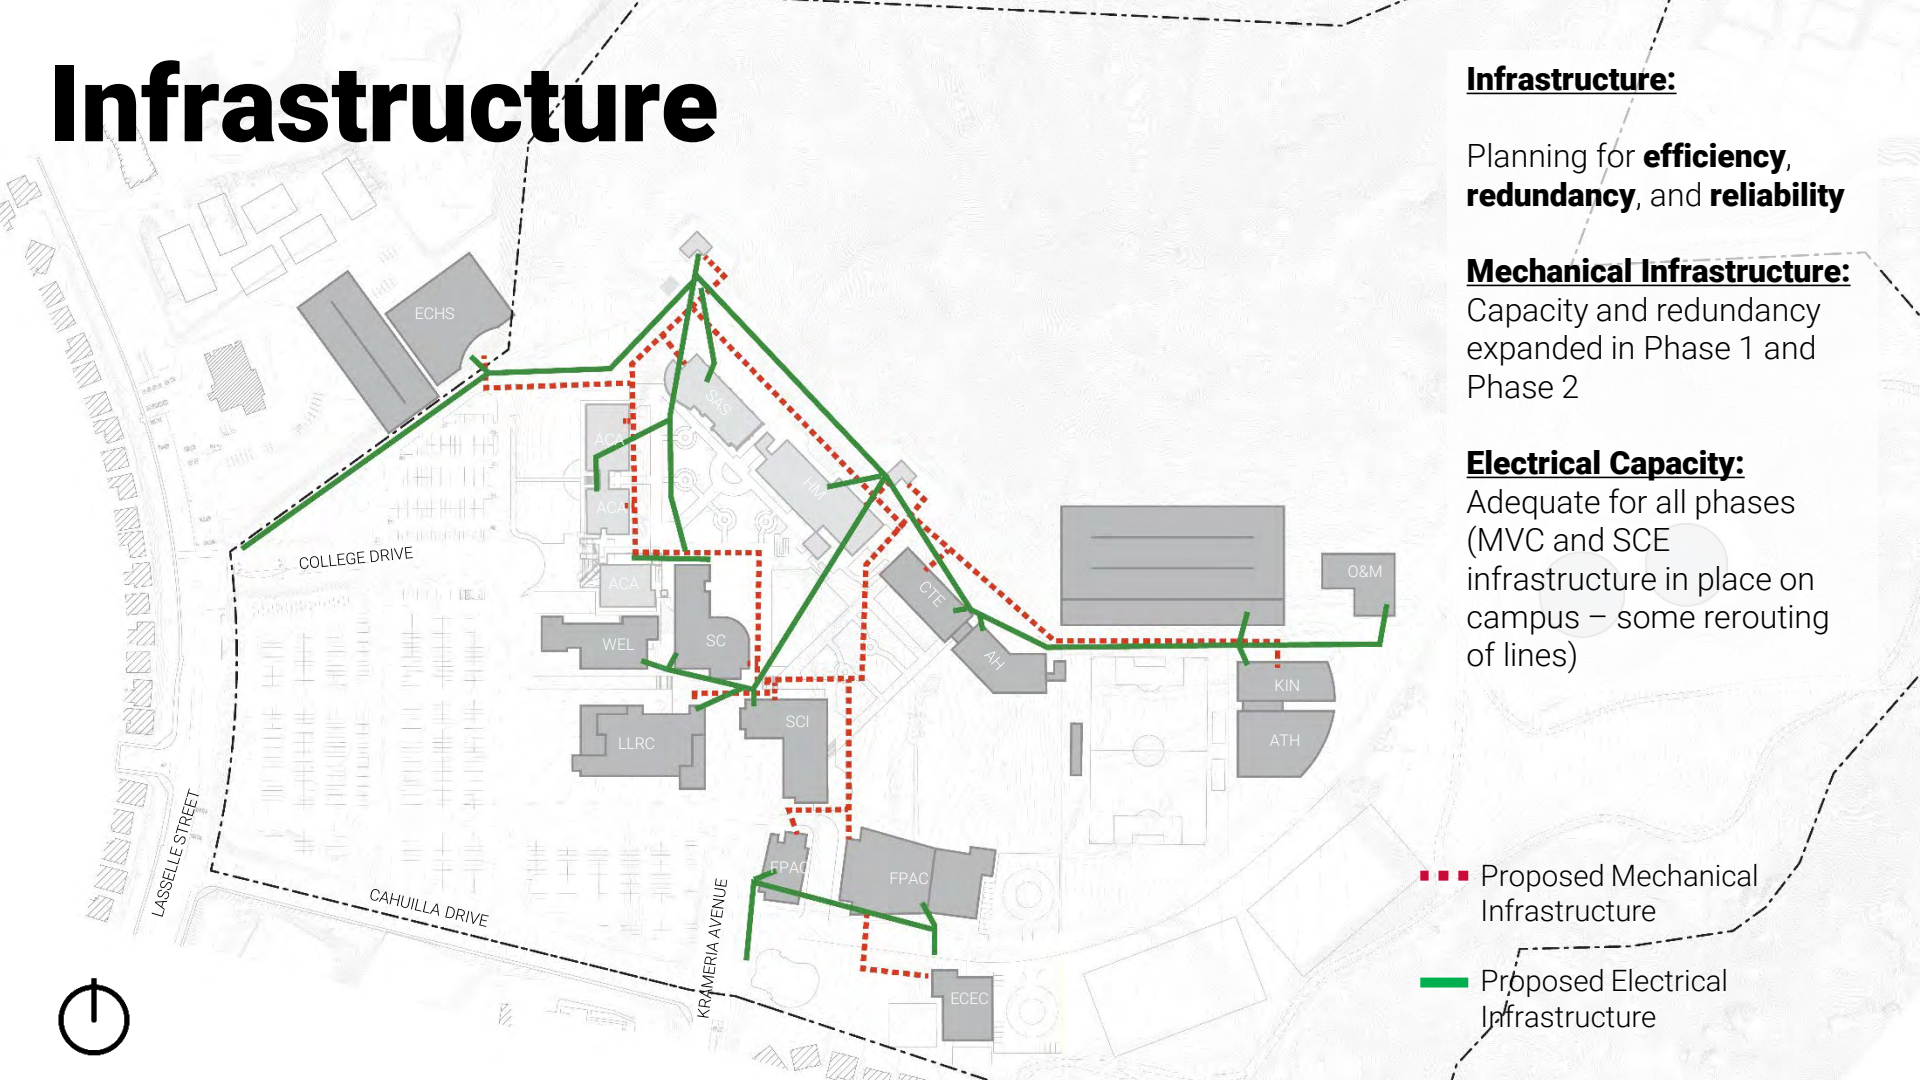 Infrastructure
Infrastructure:
Planning for efficiency,
redundancy, and reliability
Mechanical Infrastructure:
Capacity and redundancy
expanded in Phase 1 and
Phase 2
Electrical Capacity:
Adequate for all phases
(MVC and SCE
infrastructure in place on
campus – some rerouting
of lines)
ECHS
SAS
ACA
HM
ACA
COLLEGE DRIVE
ACA
CTE
O&M
WEL
SC
AH
KIN
LLRC
SCI
ATH
LASSELLE STREET
FPAC
FPAC
CAHUILLA DRIVE
KRAMERIA AVENUE
ECEC
Proposed Mechanical
Infrastructure
Proposed Electrical
Infrastructure